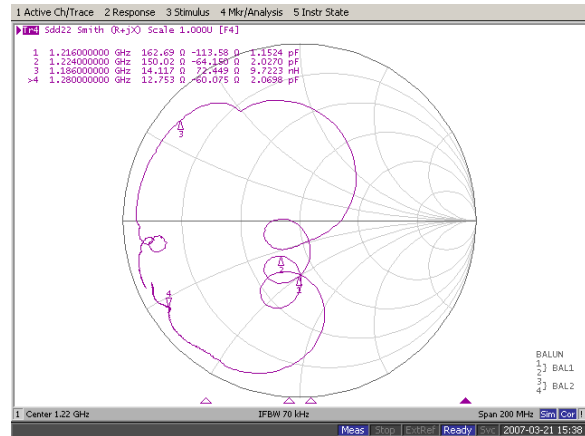 1 Active Ch/Trace 2 Response 3 Stimulus 4 Mkr/Analysis 5 Instr State
Tr4 Sdd22 Smith (R+jX) Scale 1.000U [F4]
1 1.216000000 GHz 162.69 Ω -113.58 Ω 1.1524 pF
2 1.224000000 GHz 150.02 Ω -64.150 Ω 2.0270 pF
3 1.186000000 GHz 14.117 Ω 72.449 Ω 9.7223 nH
>4 1.280000000 GHz 12.753 Ω -60.075 Ω 2.0698 pF
3
2
1
4
BALUN
1
2 BAL1
3
4 BAL2
1 Center 1.22 GHz IFBW 70 kHz Span 200 MHz Sim Cor !
Meas Stop ExtRef Ready Svc 2007-03-21 15:38